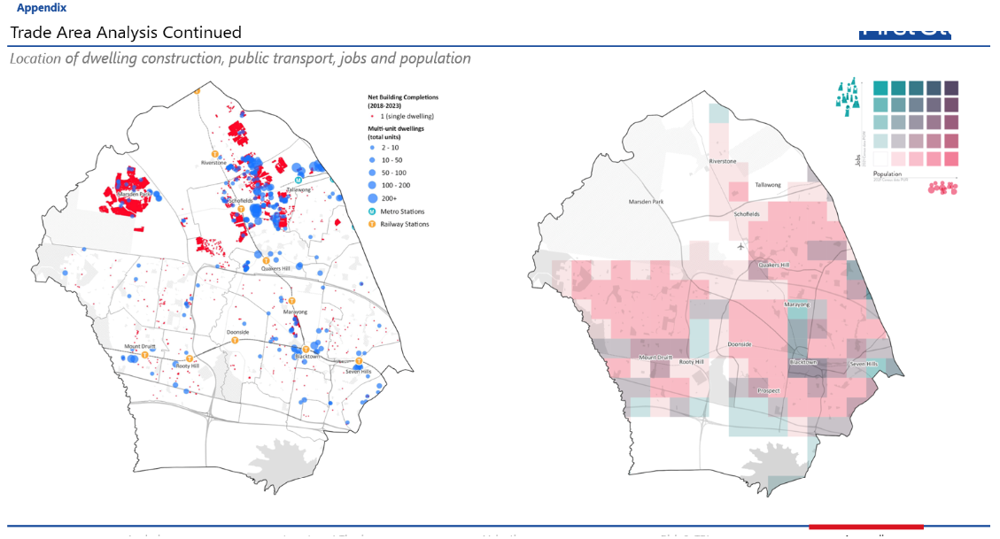 Appendix
Trade Area Analysis Continued
Location of dwelling construction, public transport, jobs and population
Net Building Completions
(2018-2023)
1 (single dwelling)
Multi-unit dwellings
(total units)
2 - 10
10 - 50
50 - 100
100 - 200
200+
M Metro Stations
T Railway Stations
T
Riverstone
M
Marsden Park
Tallawong
Schofields
T
T
Quakers Hill
T
Marayong
Doonside
T
Mount Druitt
T
T
Rooty Hill
T
Blacktown
T
Seven Hills
Jobs
Population
Riverstone
Tallawong
Marsden Park
Schofields
Quakers Hill
Marayong
Doonside
Mount Druitt
Rooty Hill
Blacktown
Seven Hills
Prospect